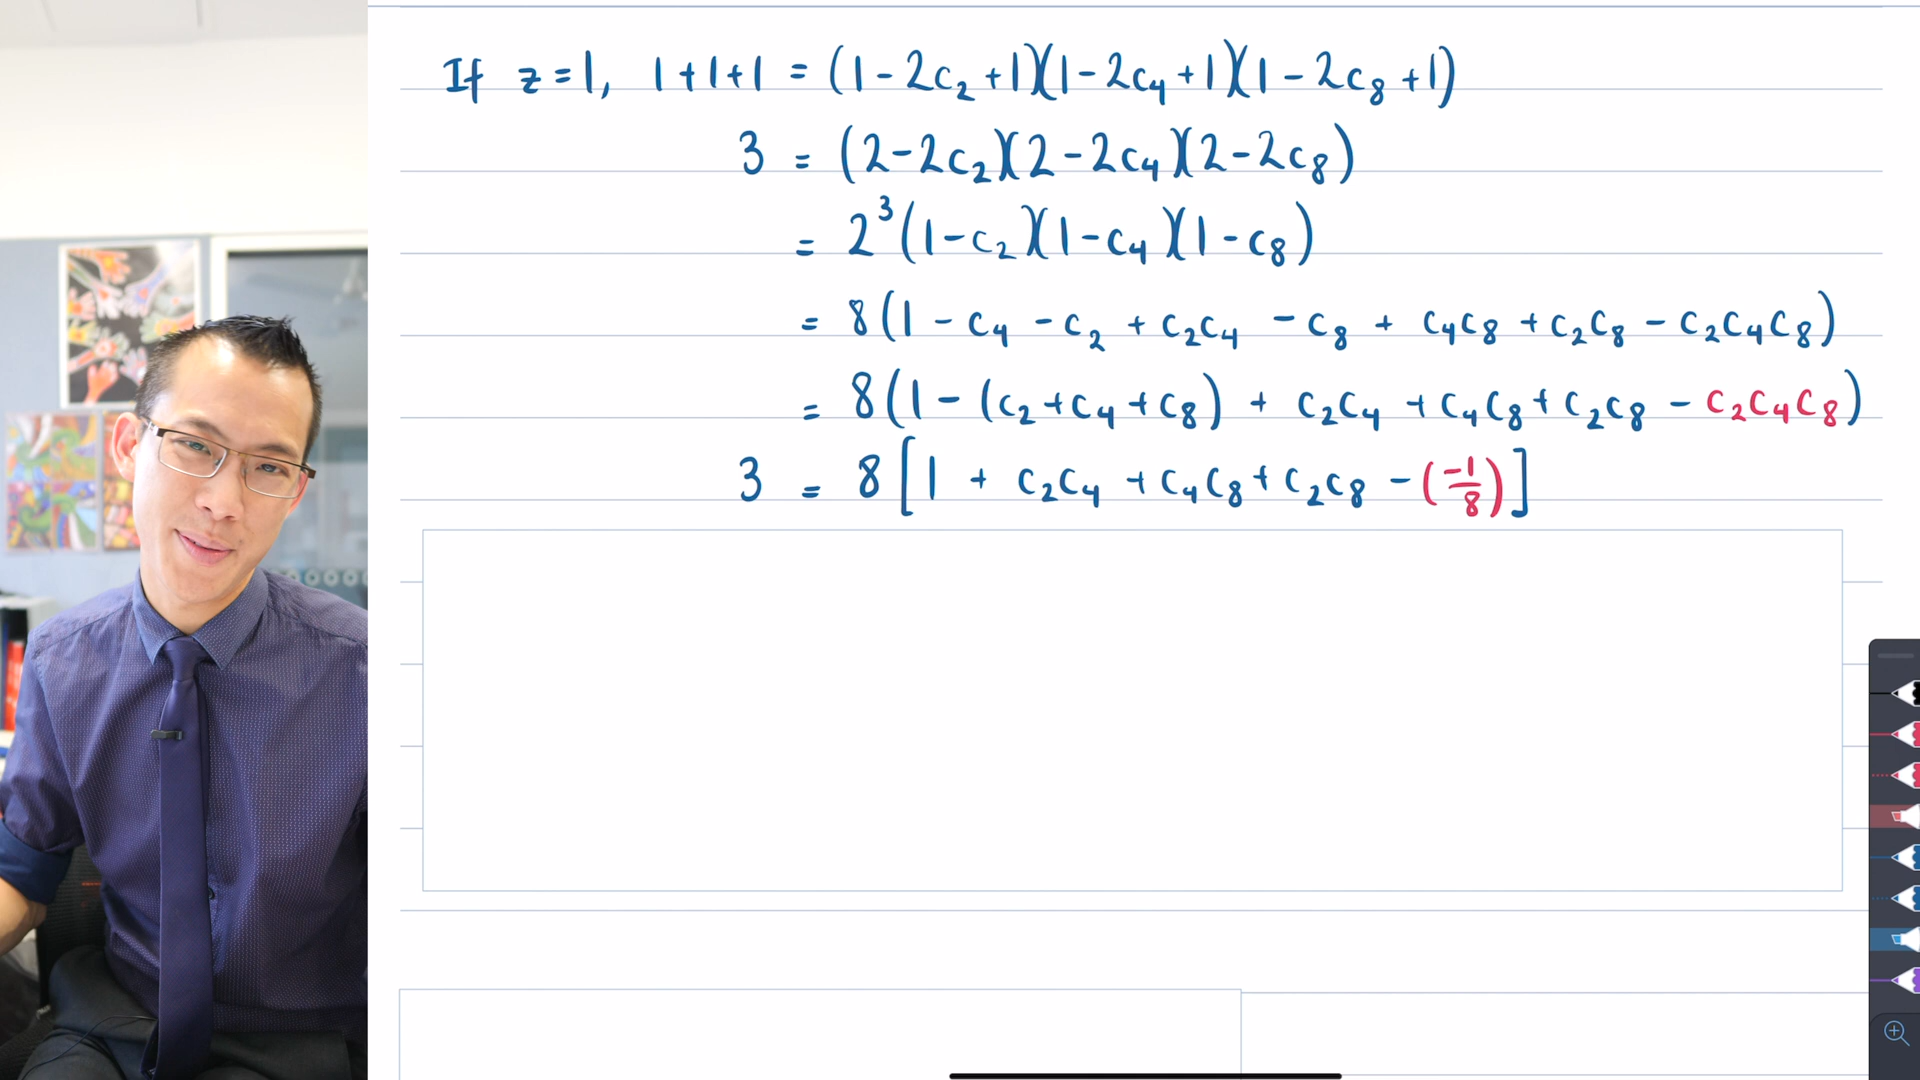 If z=1, 1+1+1 = (1-2c₂+1)(1-2c₄+1)(1-2c₈+1)
3 = (2-2c₂)(2-2c₄)(2-2c₈)
= 2³(1-c₂)(1-c₄)(1-c₈)
= 8(1 - c₄ - c₂ + c₂c₄ - c₈ + c₄c₈ + c₂c₈ - c₂c₄c₈)
= 8(1 - (c₂+c₄+c₈) + c₂c₄ + c₄c₈ + c₂c₈ - c₂c₄c₈)
3 = 8[1 + c₂c₄ + c₄c₈ + c₂c₈ - (-1/8)]